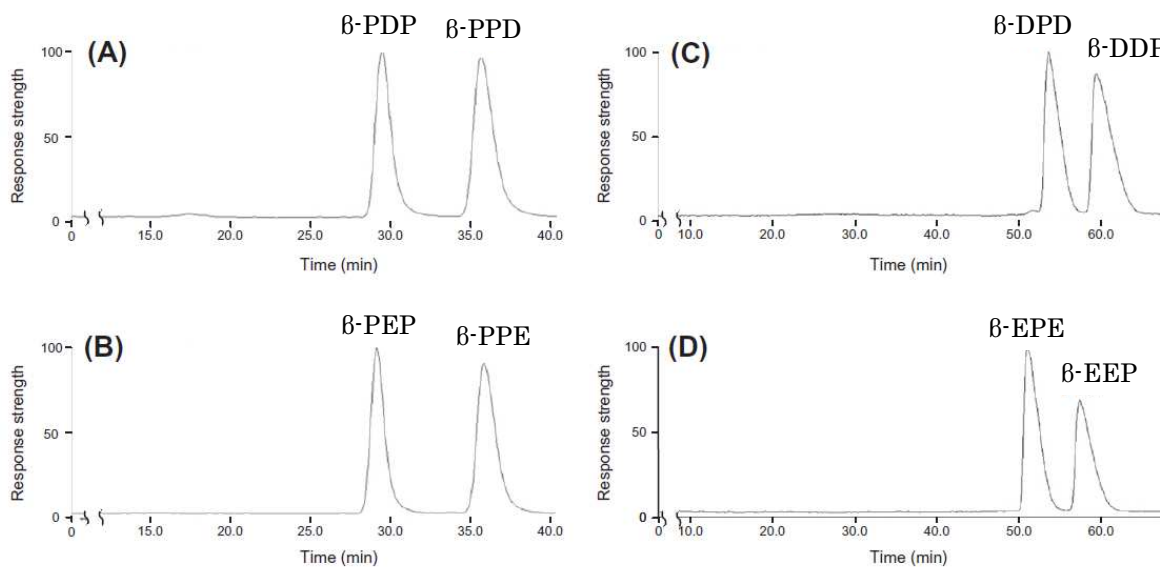 (A)
β-PDP
β-PPD
Response strength
100
50
0
0
15.0
20.0
25.0
30.0
35.0
40.0
Time (min)
(C)
β-DPD
β-DDP
Response strength
100
50
0
0
10.0
20.0
30.0
40.0
50.0
60.0
Time (min)
(B)
β-PEP
β-PPE
Response strength
100
50
0
0
15.0
20.0
25.0
30.0
35.0
40.0
Time (min)
(D)
β-EPE
β-EEP
Response strength
100
50
0
0
10.0
20.0
30.0
40.0
50.0
60.0
Time (min)